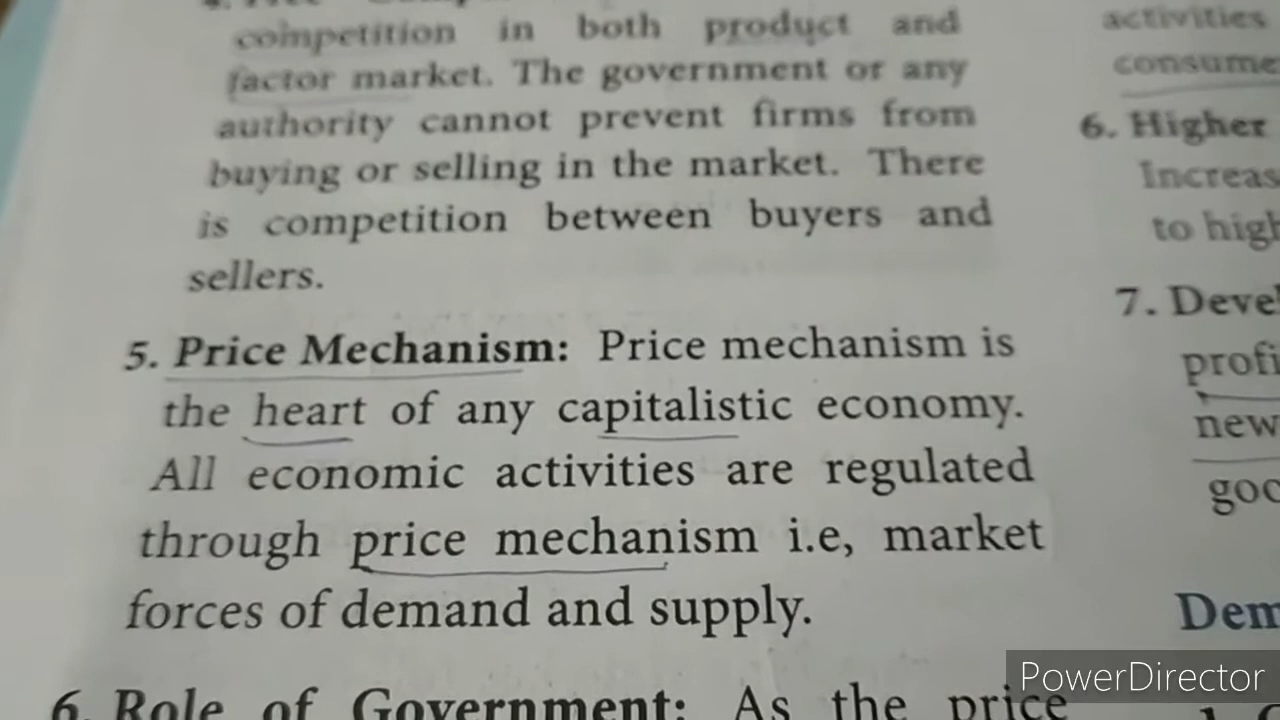 competition in both product and
factor market. The government or any
authority cannot prevent firms from
buying or selling in the market. There
is competition between buyers and
sellers.
5. Price Mechanism: Price mechanism is
the heart of any capitalistic economy.
All economic activities are regulated
through price mechanism i.e, market
forces of demand and supply.
6. Role of Government: As the price
activities
consume
6. Higher
Increas
to high
7. Devel
profi
new
goo
Dem
PowerDirector